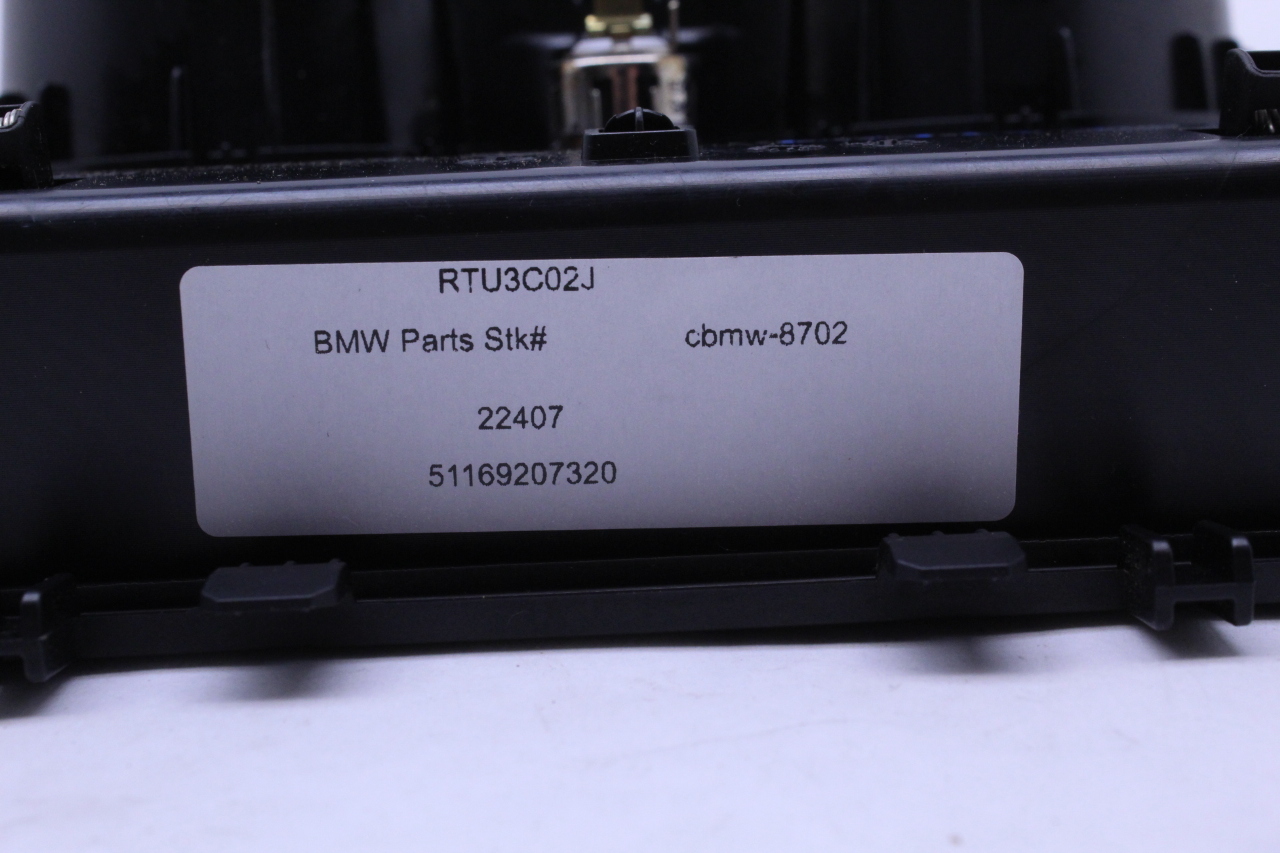 RTU3C02J
BMW Parts Stk# cbmw-8702
22407
51169207320